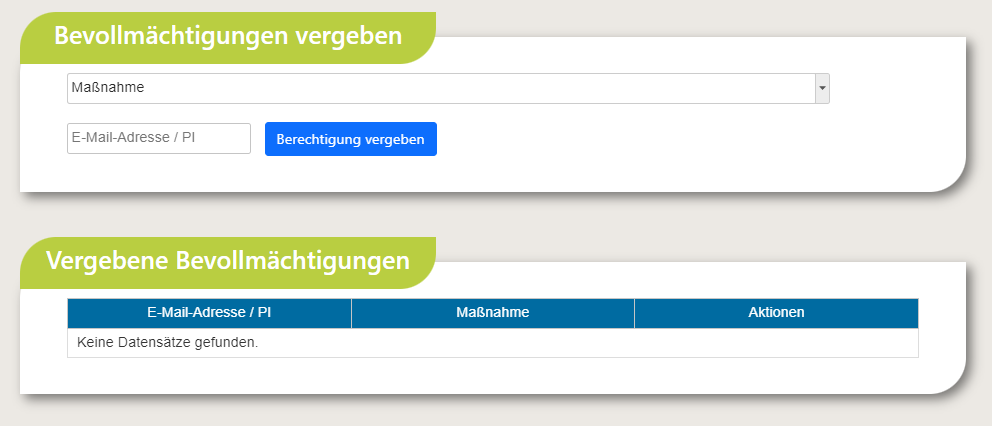 Bevollmächtigungen vergeben
Maßnahme
E-Mail-Adresse / PI
Berechtigung vergeben
Vergebene Bevollmächtigungen
E-Mail-Adresse / PI Maßnahme Aktionen
Keine Datensätze gefunden.